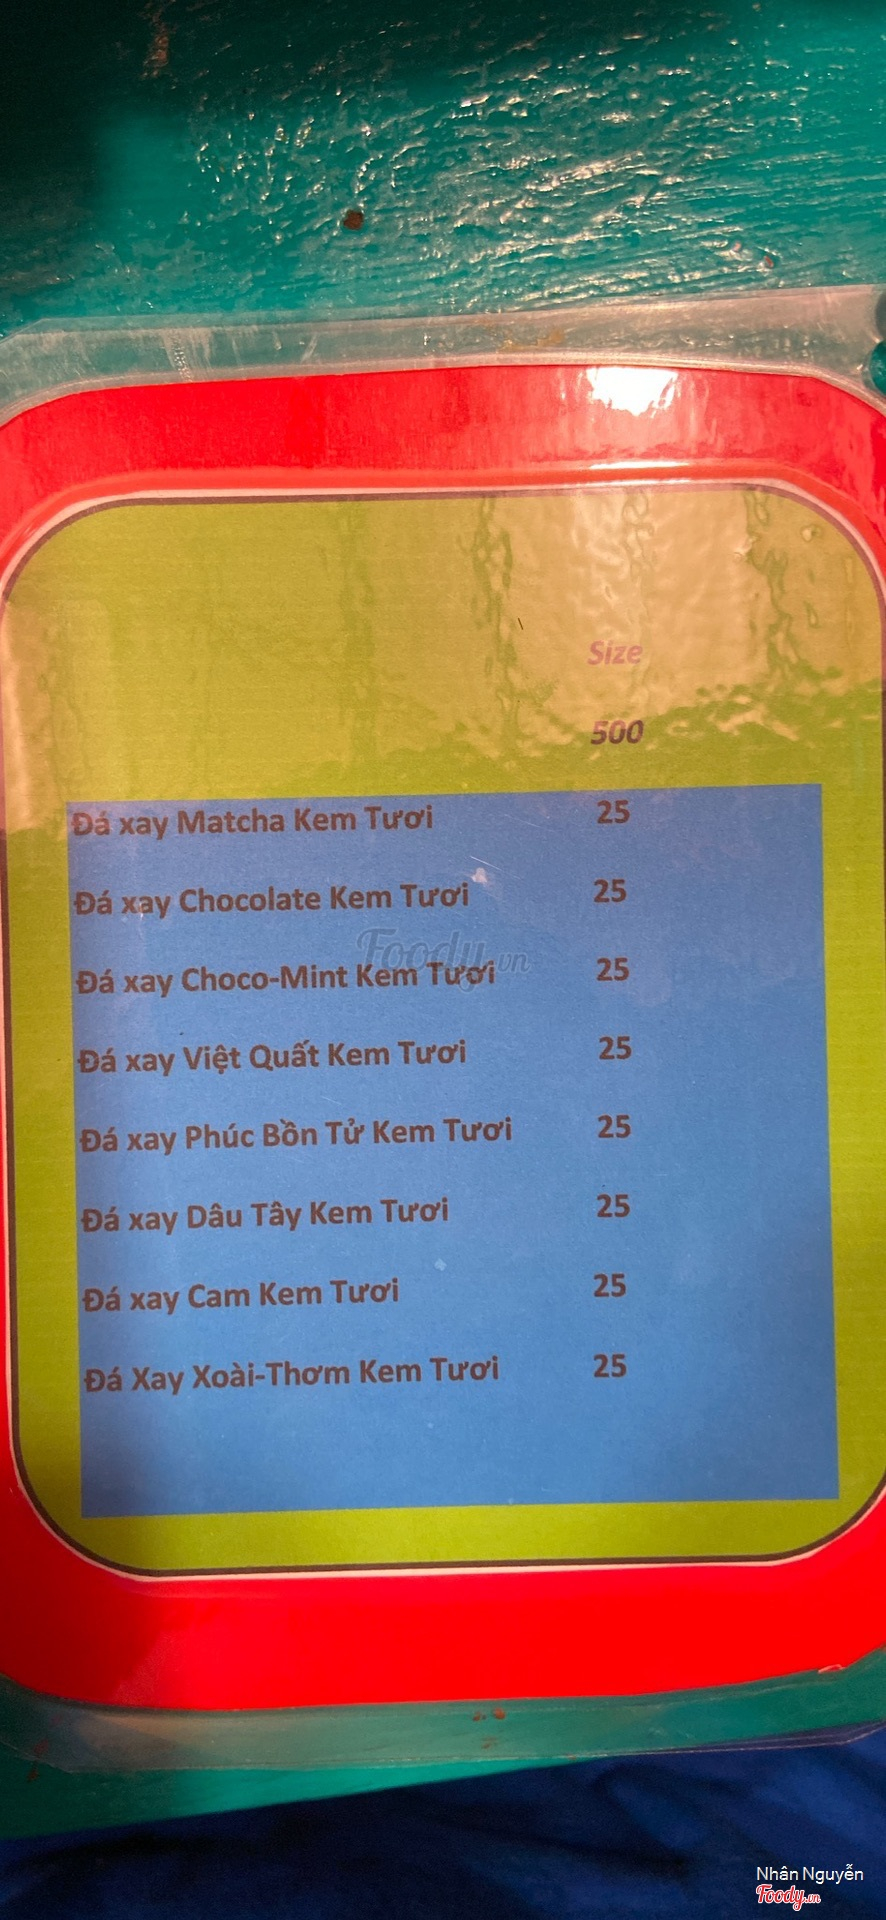 Size
500
Đá xay Matcha Kem Tươi 25
Đá xay Chocolate Kem Tươi 25
Foody.vn
Đá xay Choco-Mint Kem Tươi 25
Đá xay Việt Quất Kem Tươi 25
Đá xay Phúc Bồn Tử Kem Tươi 25
Đá xay Dâu Tây Kem Tươi 25
Đá xay Cam Kem Tươi 25
Đá Xay Xoài-Thơm Kem Tươi 25
Nhân Nguyễn
Foody.vn